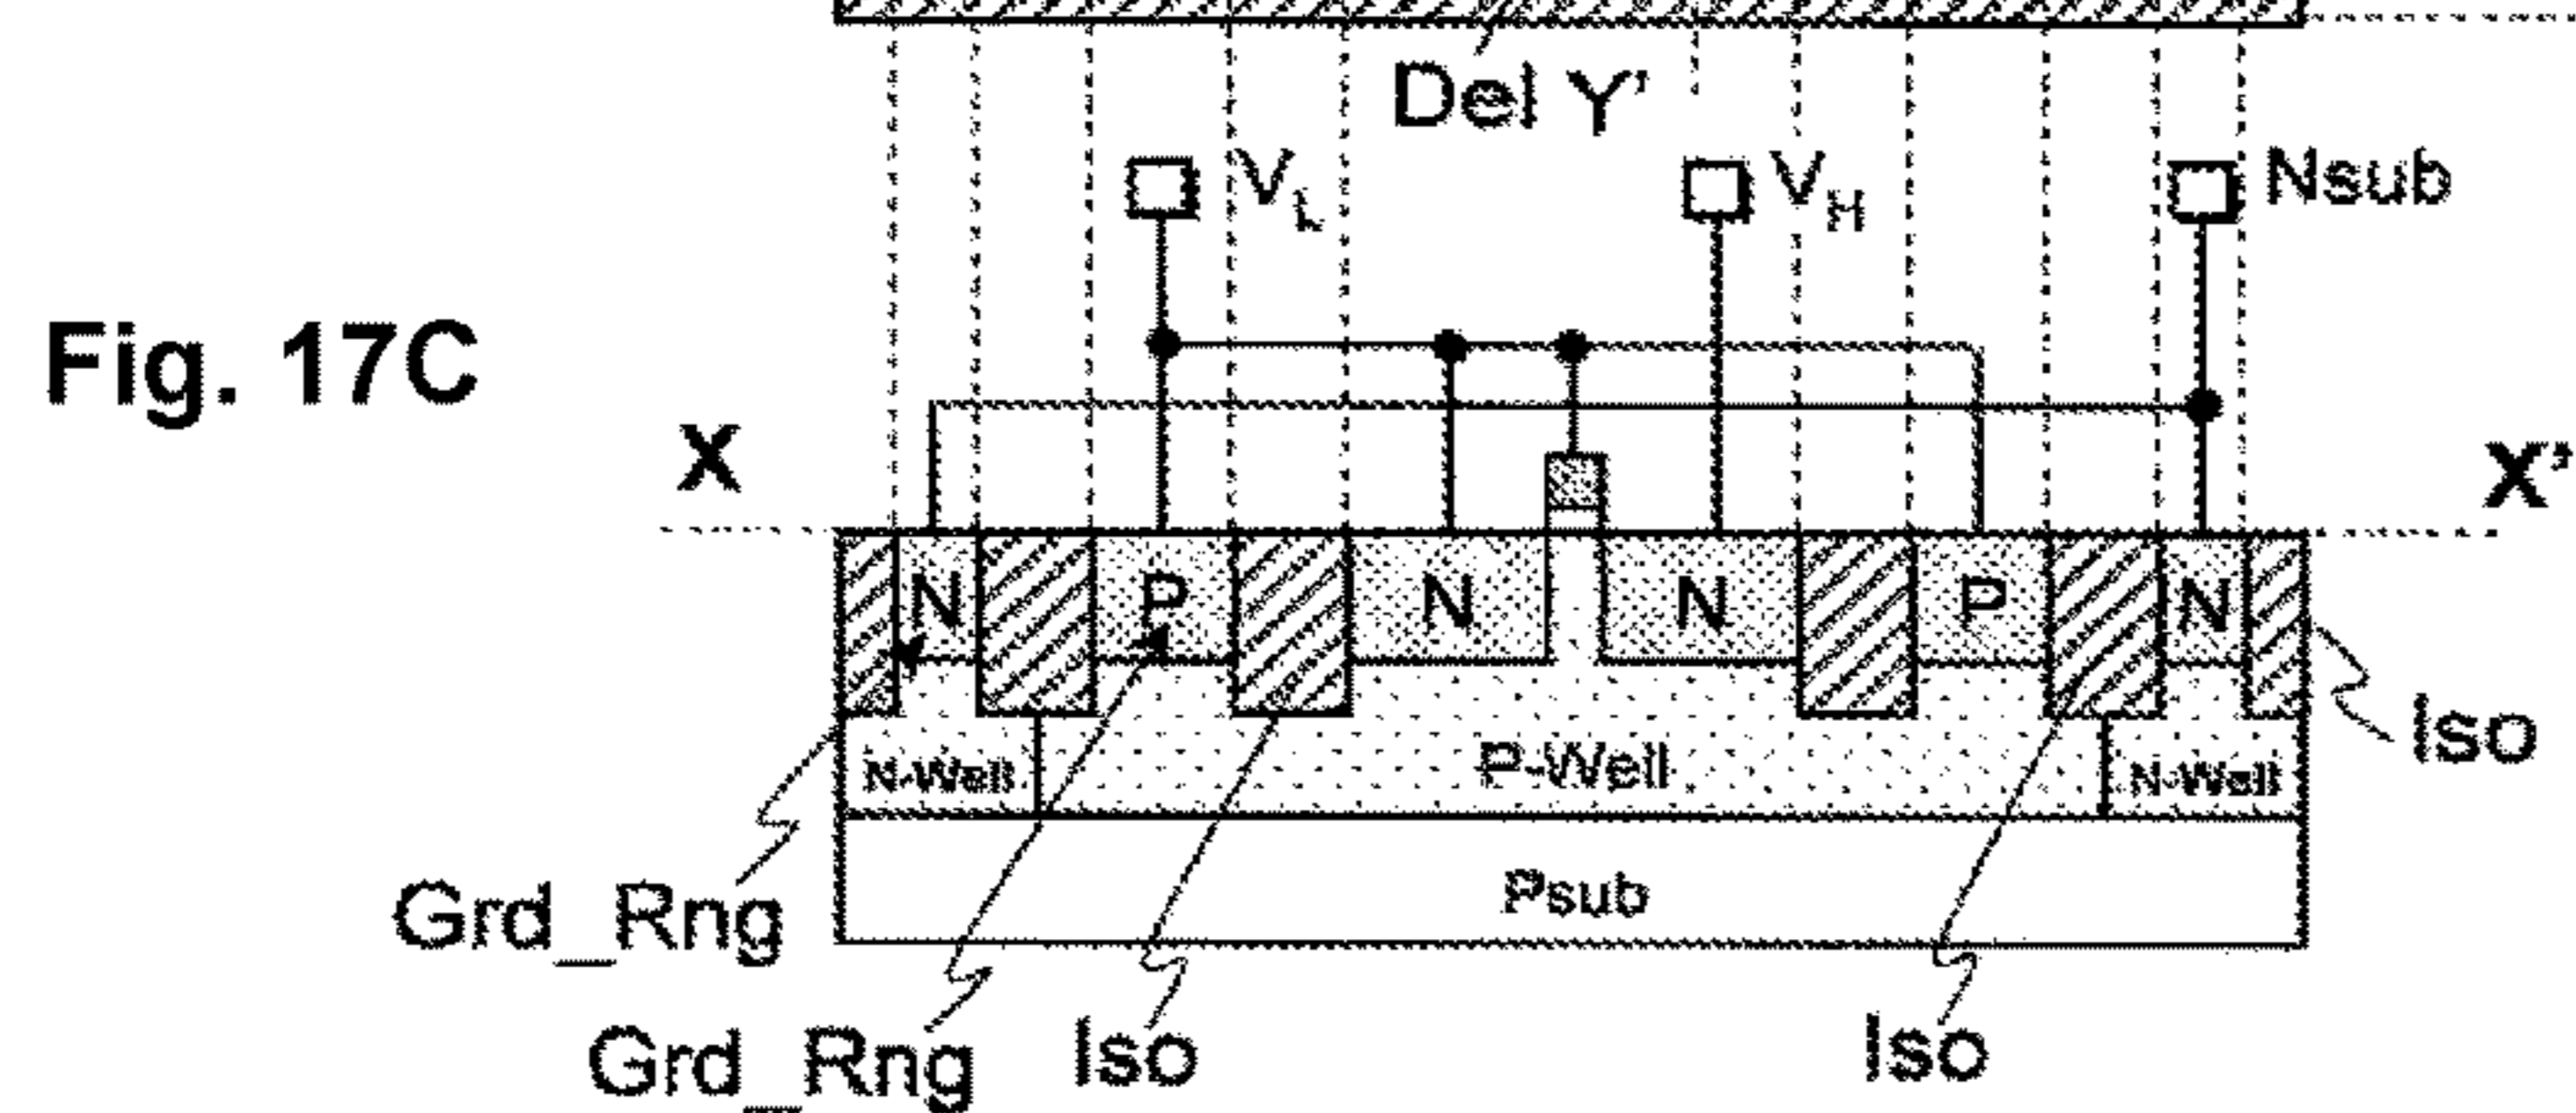 Del Y'
V_L V_H Nsub
Fig. 17C
X X'
N P N N P N
Iso
N-Well P-Well N-Well
Psub
Grd_Rng
Grd_Rng Iso Iso